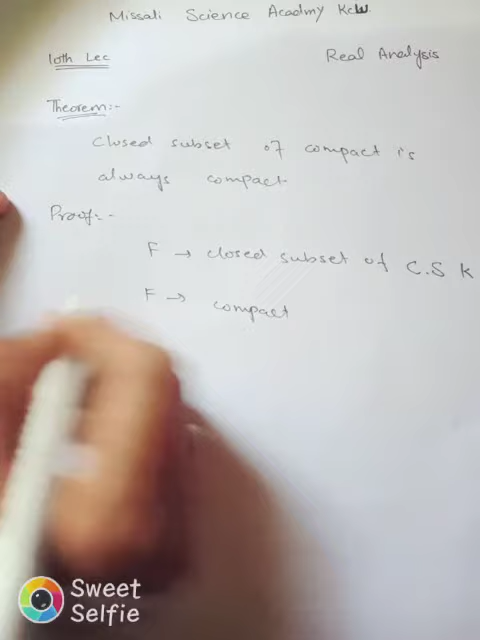 Missali Science Acadmy Kcw.
10th Lec
Real Analysis
Theorem:-
Closed subset of compact is
always compact
Proof:-
F → closed subset of C.S K
F → compact
Sweet
Selfie